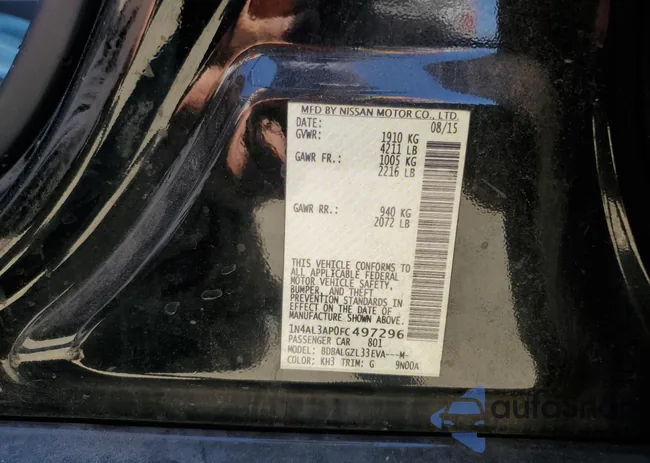 MFD BY NISSAN MOTOR CO., LTD.
DATE: 08/15
GVWR: 1910 KG
4211 LB
GAWR FR.: 1005 KG
2216 LB
GAWR RR.: 940 KG
2072 LB
THIS VEHICLE CONFORMS TO
ALL APPLICABLE FEDERAL
MOTOR VEHICLE SAFETY,
BUMPER, AND THEFT
PREVENTION STANDARDS IN
EFFECT ON THE DATE OF
MANUFACTURE SHOWN ABOVE.
1N4AL3AP0FC497296
PASSENGER CAR 801
MODEL: BDBALGZL33EVA---M-
COLOR: KH3 TRIM: G 9N00A